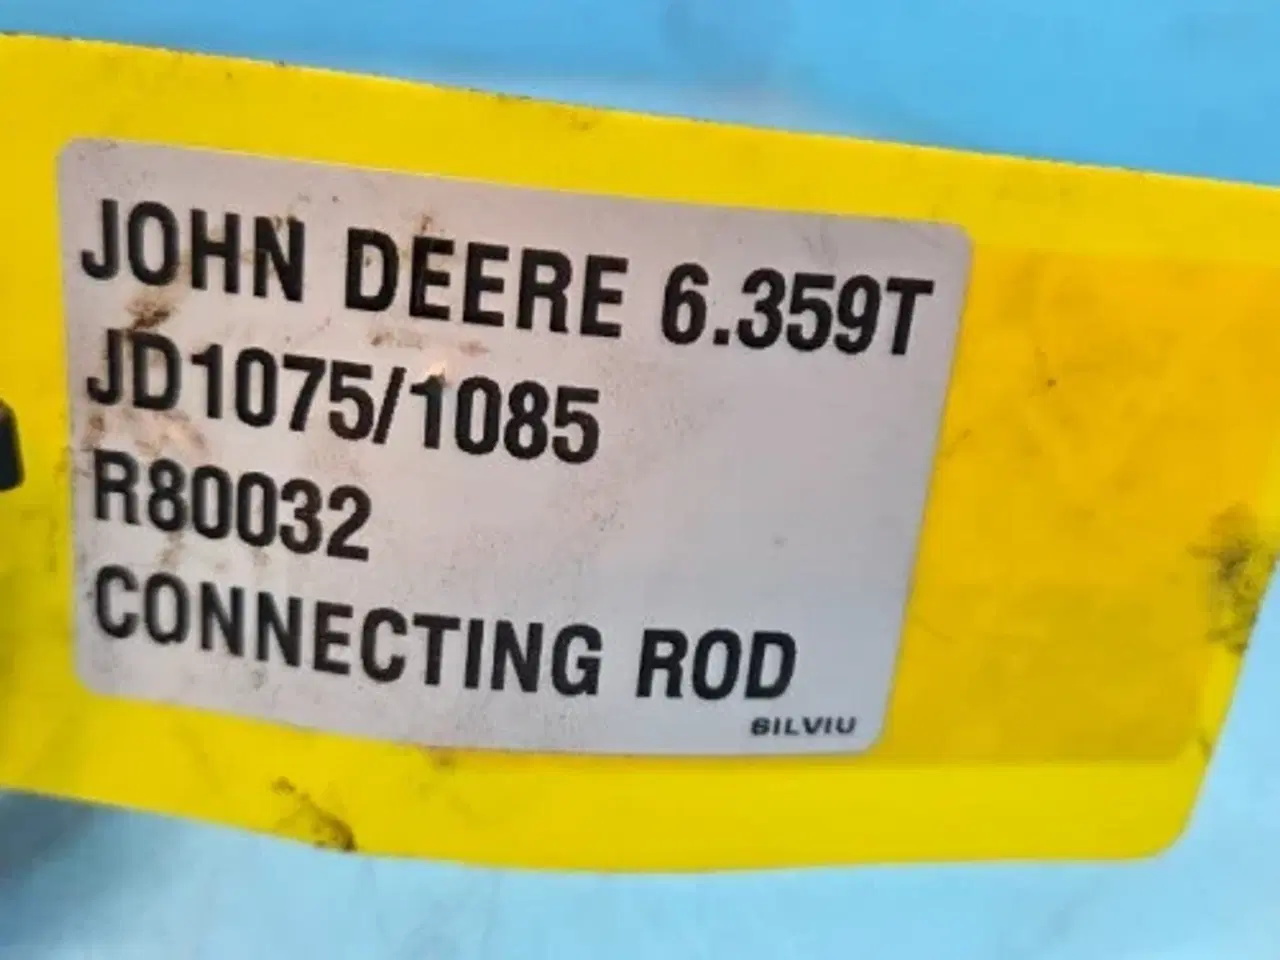 JOHN DEERE 6.359T
JD1075/1085
R80032
CONNECTING ROD
SILVIU